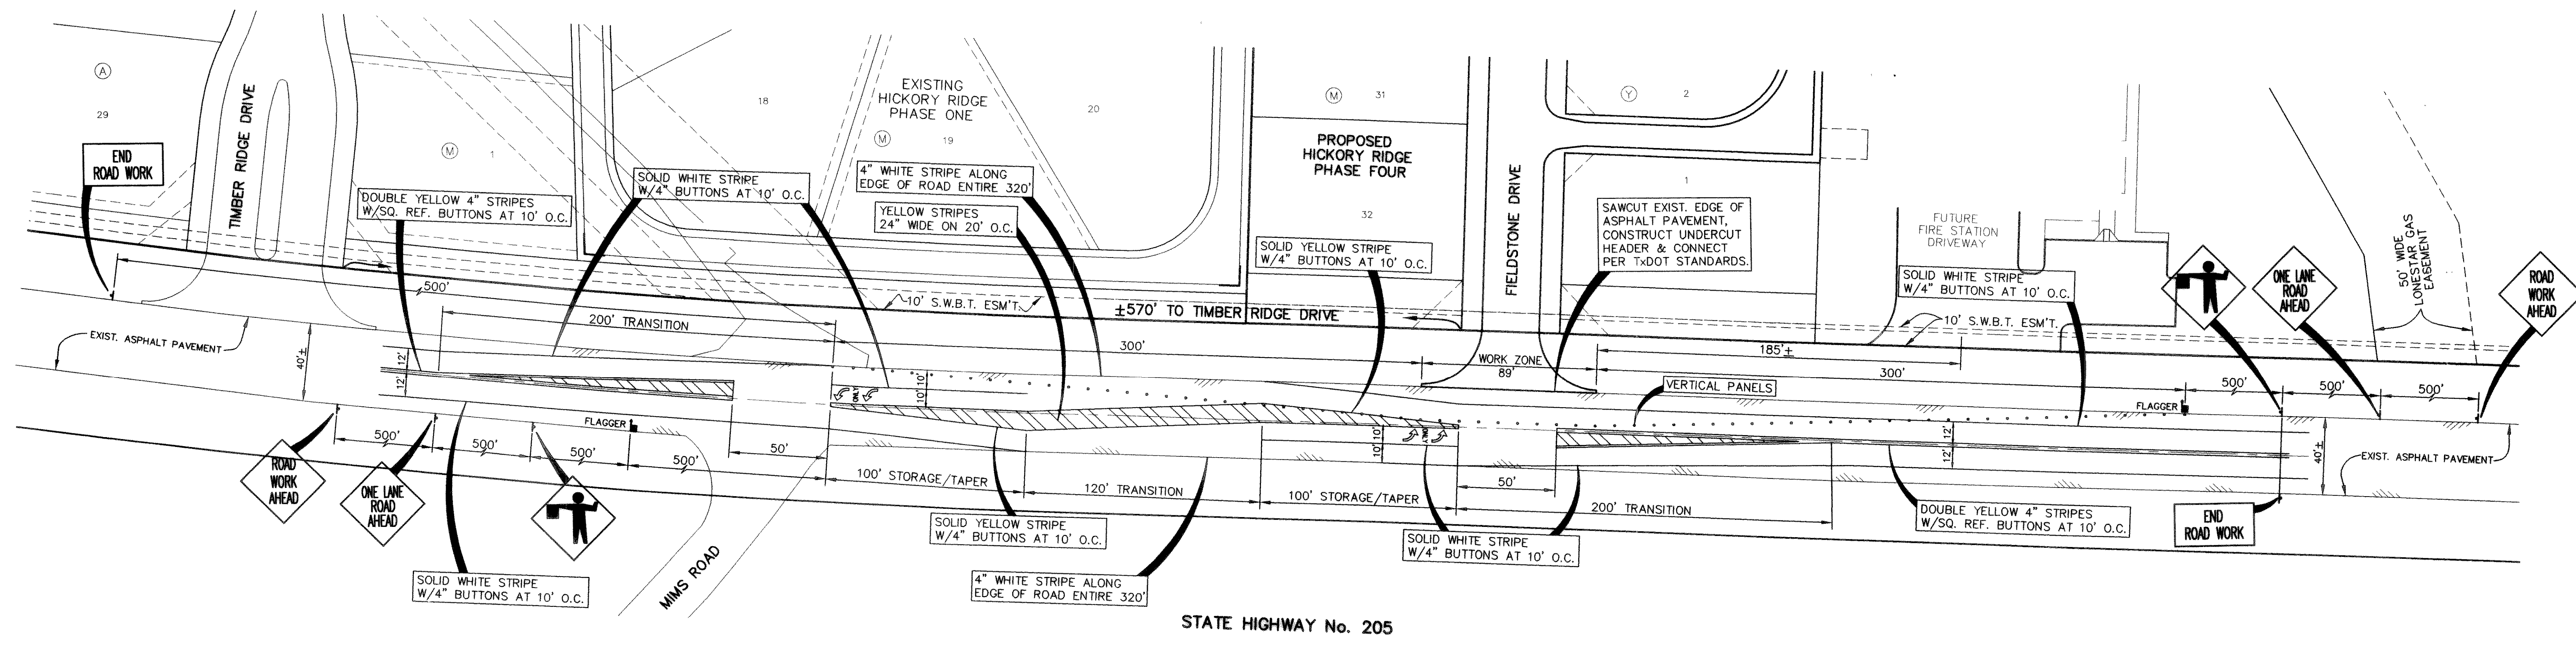 A
29
END
ROAD WORK
TIMBER RIDGE DRIVE
M
1
DOUBLE YELLOW 4" STRIPES
W/SQ. REF. BUTTONS AT 10' O.C.
18
EXISTING
HICKORY RIDGE
PHASE ONE
M
19
20
SOLID WHITE STRIPE
W/4" BUTTONS AT 10' O.C.
4" WHITE STRIPE ALONG
EDGE OF ROAD ENTIRE 320'
YELLOW STRIPES
24" WIDE ON 20' O.C.
M
31
PROPOSED
HICKORY RIDGE
PHASE FOUR
32
SOLID YELLOW STRIPE
W/4" BUTTONS AT 10' O.C.
FIELDSTONE DRIVE
Y
2
1
SAWCUT EXIST. EDGE OF
ASPHALT PAVEMENT,
CONSTRUCT UNDERCUT
HEADER & CONNECT
PER TxDOT STANDARDS.
FUTURE
FIRE STATION
DRIVEWAY
SOLID WHITE STRIPE
W/4" BUTTONS AT 10' O.C.
ONE LANE
ROAD
AHEAD
50' WIDE
LONESTAR GAS
EASEMENT
ROAD
WORK
AHEAD
500'
10' S.W.B.T. ESM'T.
±570' TO TIMBER RIDGE DRIVE
10' S.W.B.T. ESM'T.
200' TRANSITION
300'
WORK ZONE
89'
185'±
300'
EXIST. ASPHALT PAVEMENT
40'±
12'
12'
ONLY
10'
10'
VERTICAL PANELS
FLAGGER
500'
500'
500'
FLAGGER
500'
500'
500'
500'
50'
100' STORAGE/TAPER
120' TRANSITION
100' STORAGE/TAPER
10'
10'
ONLY
50'
200' TRANSITION
12'
12'
40'±
EXIST. ASPHALT PAVEMENT
ROAD
WORK
AHEAD
ONE LANE
ROAD
AHEAD
SOLID WHITE STRIPE
W/4" BUTTONS AT 10' O.C.
MIMS ROAD
SOLID YELLOW STRIPE
W/4" BUTTONS AT 10' O.C.
4" WHITE STRIPE ALONG
EDGE OF ROAD ENTIRE 320'
SOLID WHITE STRIPE
W/4" BUTTONS AT 10' O.C.
DOUBLE YELLOW 4" STRIPES
W/SQ. REF. BUTTONS AT 10' O.C.
END
ROAD WORK
STATE HIGHWAY No. 205